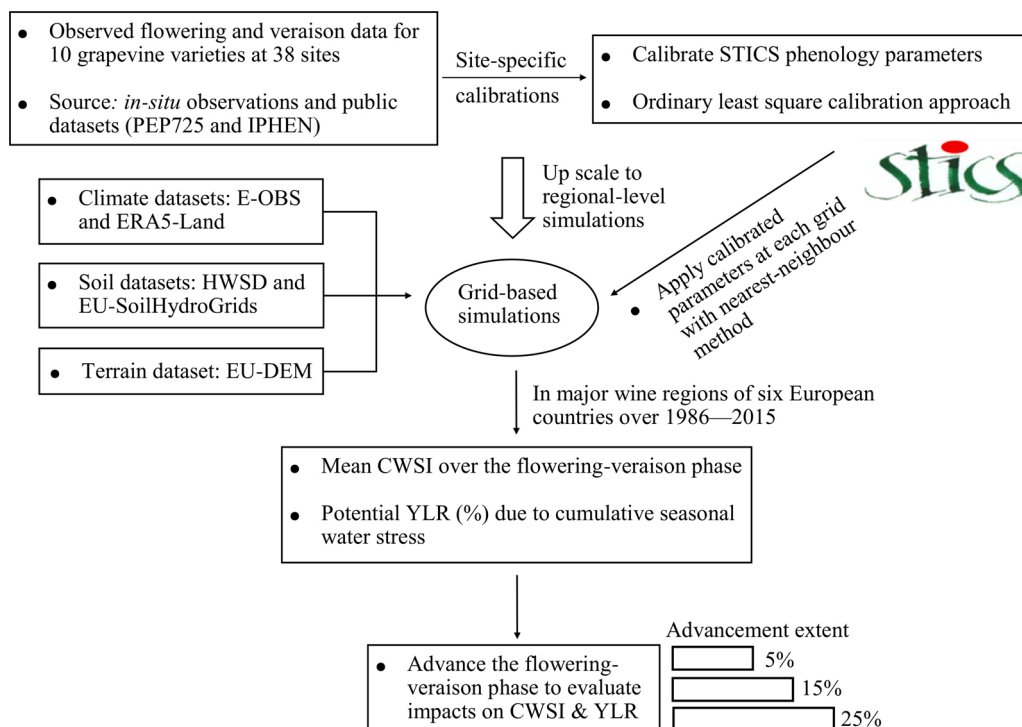 ● Observed flowering and veraison data for
10 grapevine varieties at 38 sites
● Source: in-situ observations and public
datasets (PEP725 and IPHEN)
Site-specific
calibrations
● Calibrate STICS phenology parameters
● Ordinary least square calibration approach
stics
Up scale to
regional-level
simulations
● Apply calibrated
parameters at each grid
with nearest-neighbour
method
● Climate datasets: E-OBS
and ERA5-Land
● Soil datasets: HWSD and
EU-SoilHydroGrids
● Terrain dataset: EU-DEM
Grid-based
simulations
In major wine regions of six European
countries over 1986—2015
● Mean CWSI over the flowering-veraison phase
● Potential YLR (%) due to cumulative seasonal
water stress
● Advance the flowering-
veraison phase to evaluate
impacts on CWSI & YLR
Advancement extent
5%
15%
25%